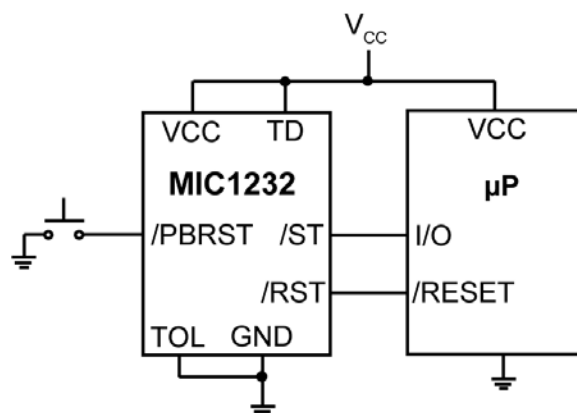 VCC
VCC TD
VCC
MIC1232
µP
/PBRST /ST
I/O
/RST
/RESET
TOL GND